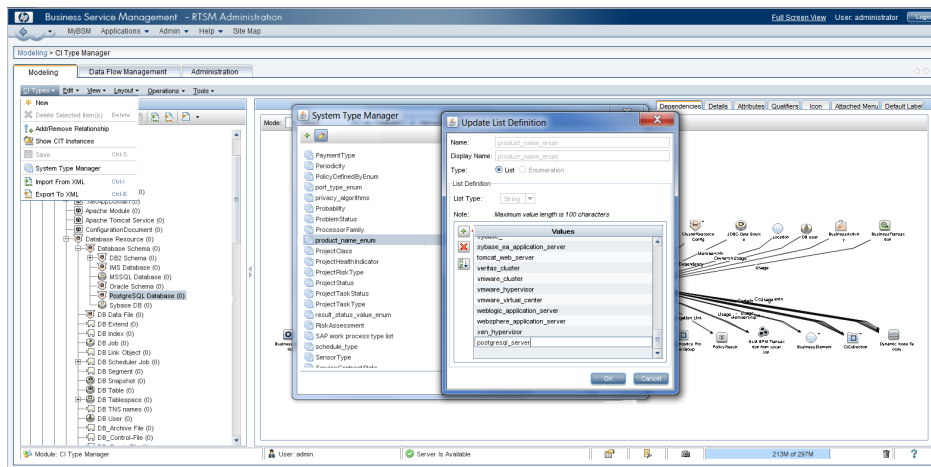 Business Service Management - RTSM Administration
Full Screen View User: administrator
MyBSM Applications Admin Help Site Map
Modeling > CI Type Manager
Modeling Data Flow Management Administration
CI Types Edit View Layout Operations Tools
New
Delete Selected Item(s) Delete
Add/Remove Relationship
Show CIT Instances
Save Ctrl-S
System Type Manager
Import From XML Ctrl-I
Export To XML Ctrl-E
Apache Module (0)
Apache Tomcat Service (0)
ConfigurationDocument (0)
Database Resource (0)
Database Schema (0)
DB2 Schema (0)
IMS Database (0)
MSSQL Database (0)
Oracle Schema (0)
PostgreSQL Database (0)
Sybase DB (0)
DB Data File (0)
DB Extend (0)
DB Index (0)
DB Job (0)
DB Link Object (0)
DB Scheduler Job (0)
DB Segment (0)
DB Snapshot (0)
DB Table (0)
DB Tablespace (0)
DB TNS names (0)
DB User (0)
DB_Archive File (0)
DB_Control-File (0)
Mode:
Dependencies Details Attributes Qualifiers Icon Attached Menu Default Label
System Type Manager
PaymentType
Periodicity
PolicyDefinedByEnum
port_type_enum
privacy_algorithms
Probability
ProblemStatus
ProcessorFamily
product_name_enum
ProjectClass
ProjectHealthIndicator
ProjectRiskType
ProjectStatus
ProjectTaskStatus
ProjectTaskType
result_status_value_enum
RiskAssessment
SAP work process type list
schedule_type
SensorType
Update List Definition
Name: product_name_enum
Display Name: product_name_enum
Type: List Enumeration
List Definition
List Type: String
Note: Maximum value length is 100 characters
Values
sybase_ea_application_server
tomcat_web_server
veritas_cluster
vmware_cluster
vmware_hypervisor
vmware_virtual_center
weblogic_application_server
websphere_application_server
xen_hypervisor
postgresql_server
OK Cancel
Location
DB user
Usage
Business Element
CiCollection
Module: CI Type Manager
User: admin
Server Is Available
213M of 297M